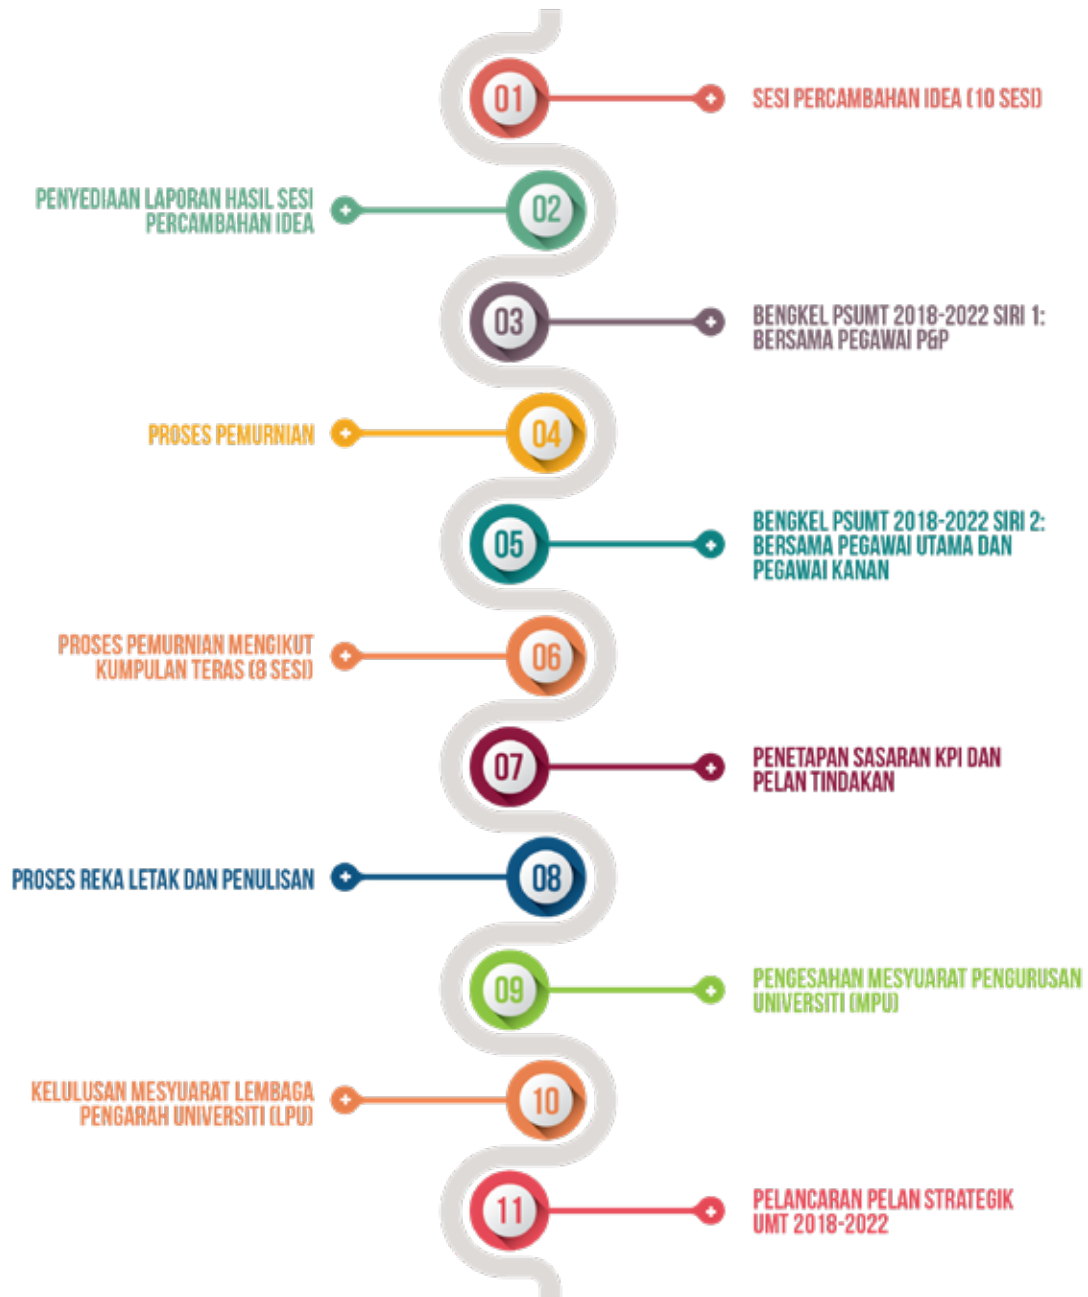 01
SESI PERCAMBAHAN IDEA (10 SESI)
02
PENYEDIAAN LAPORAN HASIL SESI
PERCAMBAHAN IDEA
03
BENGKEL PSUMT 2018-2022 SIRI 1:
BERSAMA PEGAWAI P&P
04
PROSES PEMURNIAN
05
BENGKEL PSUMT 2018-2022 SIRI 2:
BERSAMA PEGAWAI UTAMA DAN
PEGAWAI KANAN
06
PROSES PEMURNIAN MENGIKUT
KUMPULAN TERAS (8 SESI)
07
PENETAPAN SASARAN KPI DAN
PELAN TINDAKAN
08
PROSES REKA LETAK DAN PENULISAN
09
PENGESAHAN MESYUARAT PENGURUSAN
UNIVERSITI (MPU)
10
KELULUSAN MESYUARAT LEMBAGA
PENGARAH UNIVERSITI (LPU)
11
PELANCARAN PELAN STRATEGIK
UMT 2018-2022